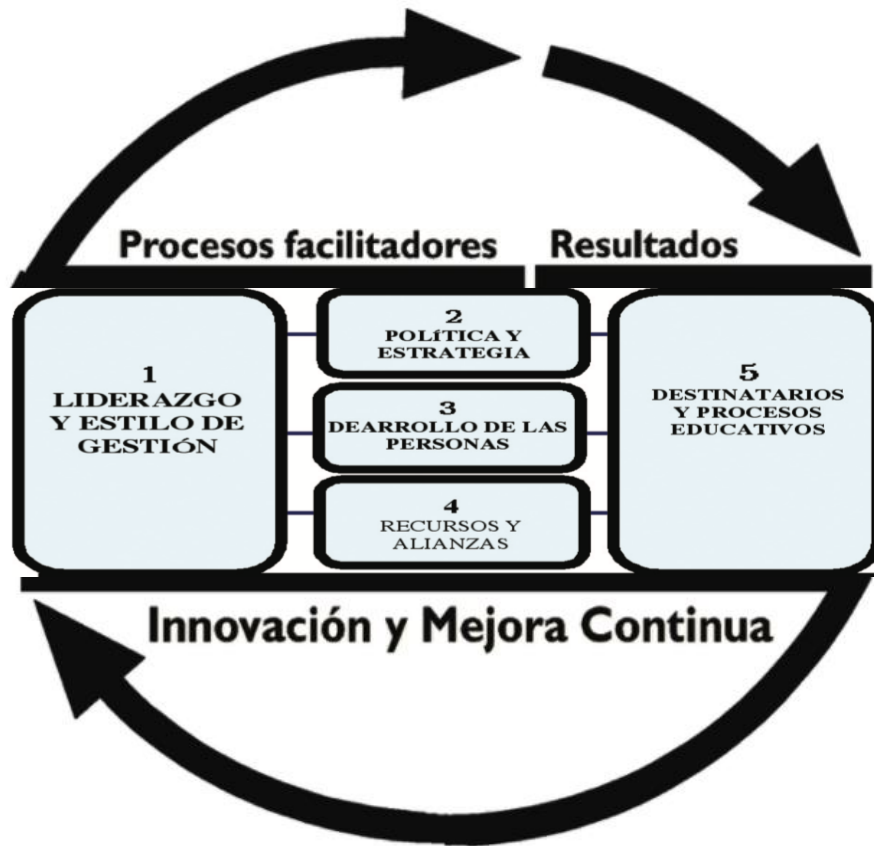 Procesos facilitadores
Resultados
1
LIDERAZGO
Y ESTILO DE
GESTIÓN
2
POLíTICA Y
ESTRATEGIA
3
DEARROLLO DE LAS
PERSONAS
4
RECURSOS Y
ALIANZAS
5
DESTINATARIOS
Y PROCESOS
EDUCATIVOS
Innovación y Mejora Continua